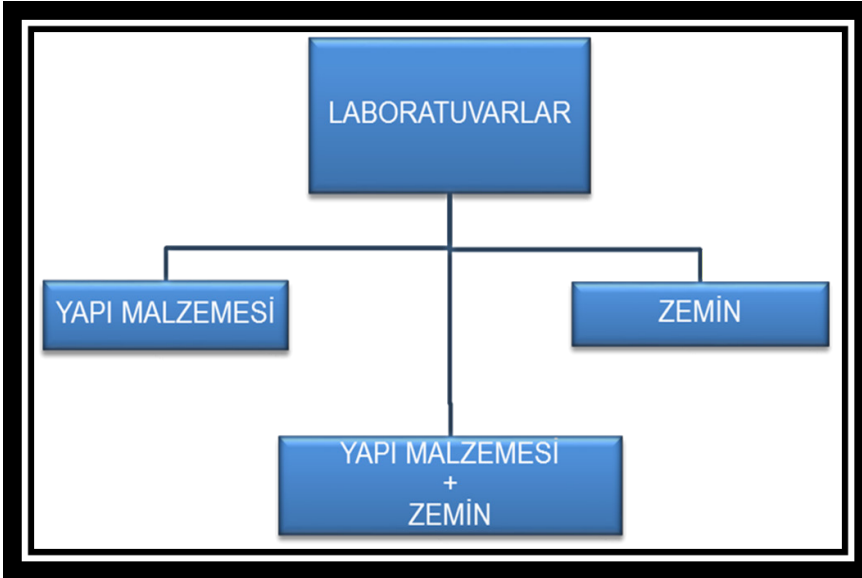 LABORATUVARLAR
YAPI MALZEMESİ
ZEMİN
YAPI MALZEMESİ
+
ZEMİN